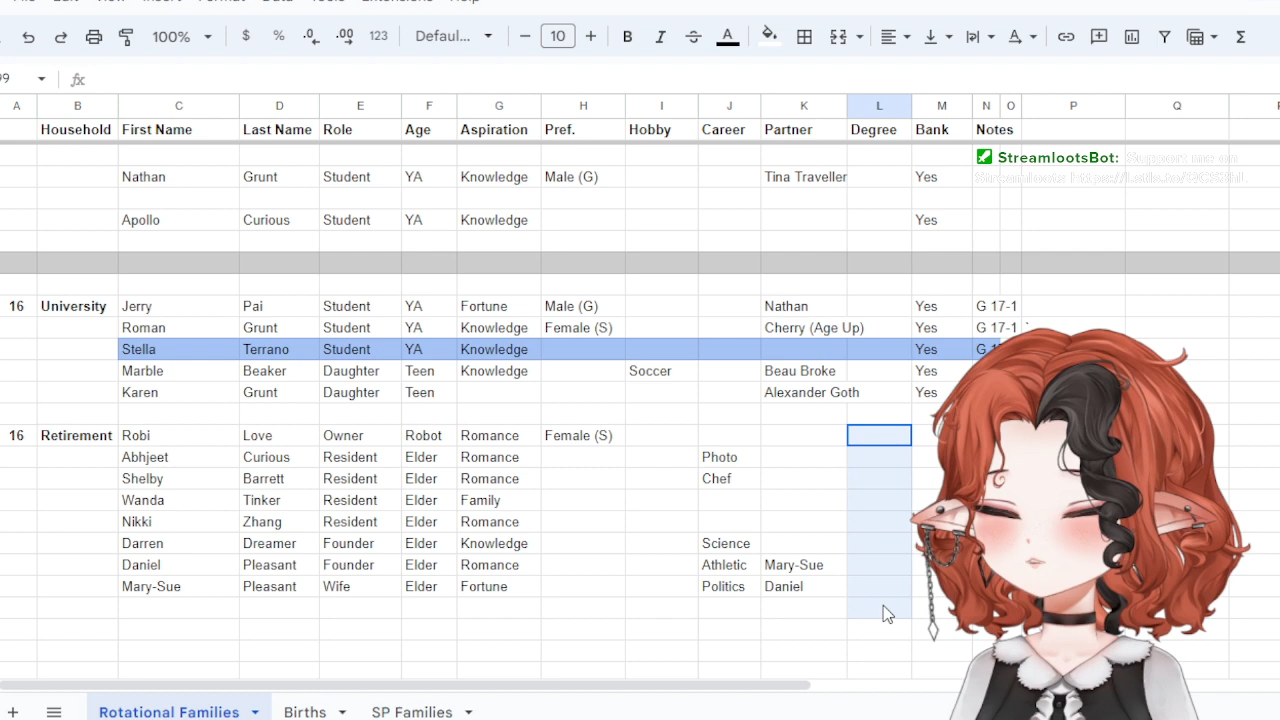 100% $ % .0 .00 123 Defaul... 10 B I A
99 fx
A B C D E F G H I J K L M N O P Q
Household First Name Last Name Role Age Aspiration Pref. Hobby Career Partner Degree Bank Notes
StreamlootsBot: Support me on
Streamloots
Nathan Grunt Student YA Knowledge Male (G) Tina Traveller Yes
Apollo Curious Student YA Knowledge Yes
16 University Jerry Pai Student YA Fortune Male (G) Nathan Yes G 17-1
Roman Grunt Student YA Knowledge Female (S) Cherry (Age Up) Yes G 17-1
Stella Terrano Student YA Knowledge Yes G
Marble Beaker Daughter Teen Knowledge Soccer Beau Broke Yes
Karen Grunt Daughter Teen Alexander Goth Yes
16 Retirement Robi Love Owner Robot Romance Female (S)
Abhjeet Curious Resident Elder Romance Photo
Shelby Barrett Resident Elder Romance Chef
Wanda Tinker Resident Elder Family
Nikki Zhang Resident Elder Romance
Darren Dreamer Founder Elder Knowledge Science
Daniel Pleasant Founder Elder Romance Athletic Mary-Sue
Mary-Sue Pleasant Wife Elder Fortune Politics Daniel
Rotational Families Births SP Families